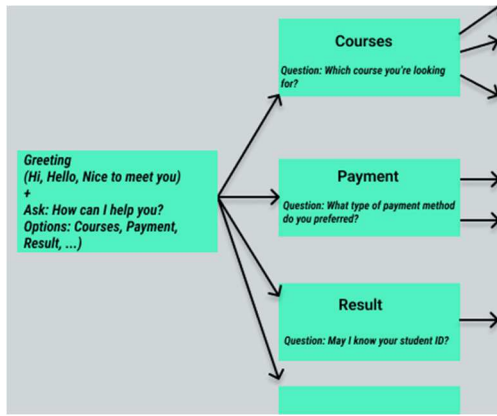 Courses
Question: Which course you're looking
for?
Greeting
(Hi, Hello, Nice to meet you)
+
Ask: How can I help you?
Options: Courses, Payment,
Result, ...)
Payment
Question: What type of payment method
do you preferred?
Result
Question: May I know your student ID?